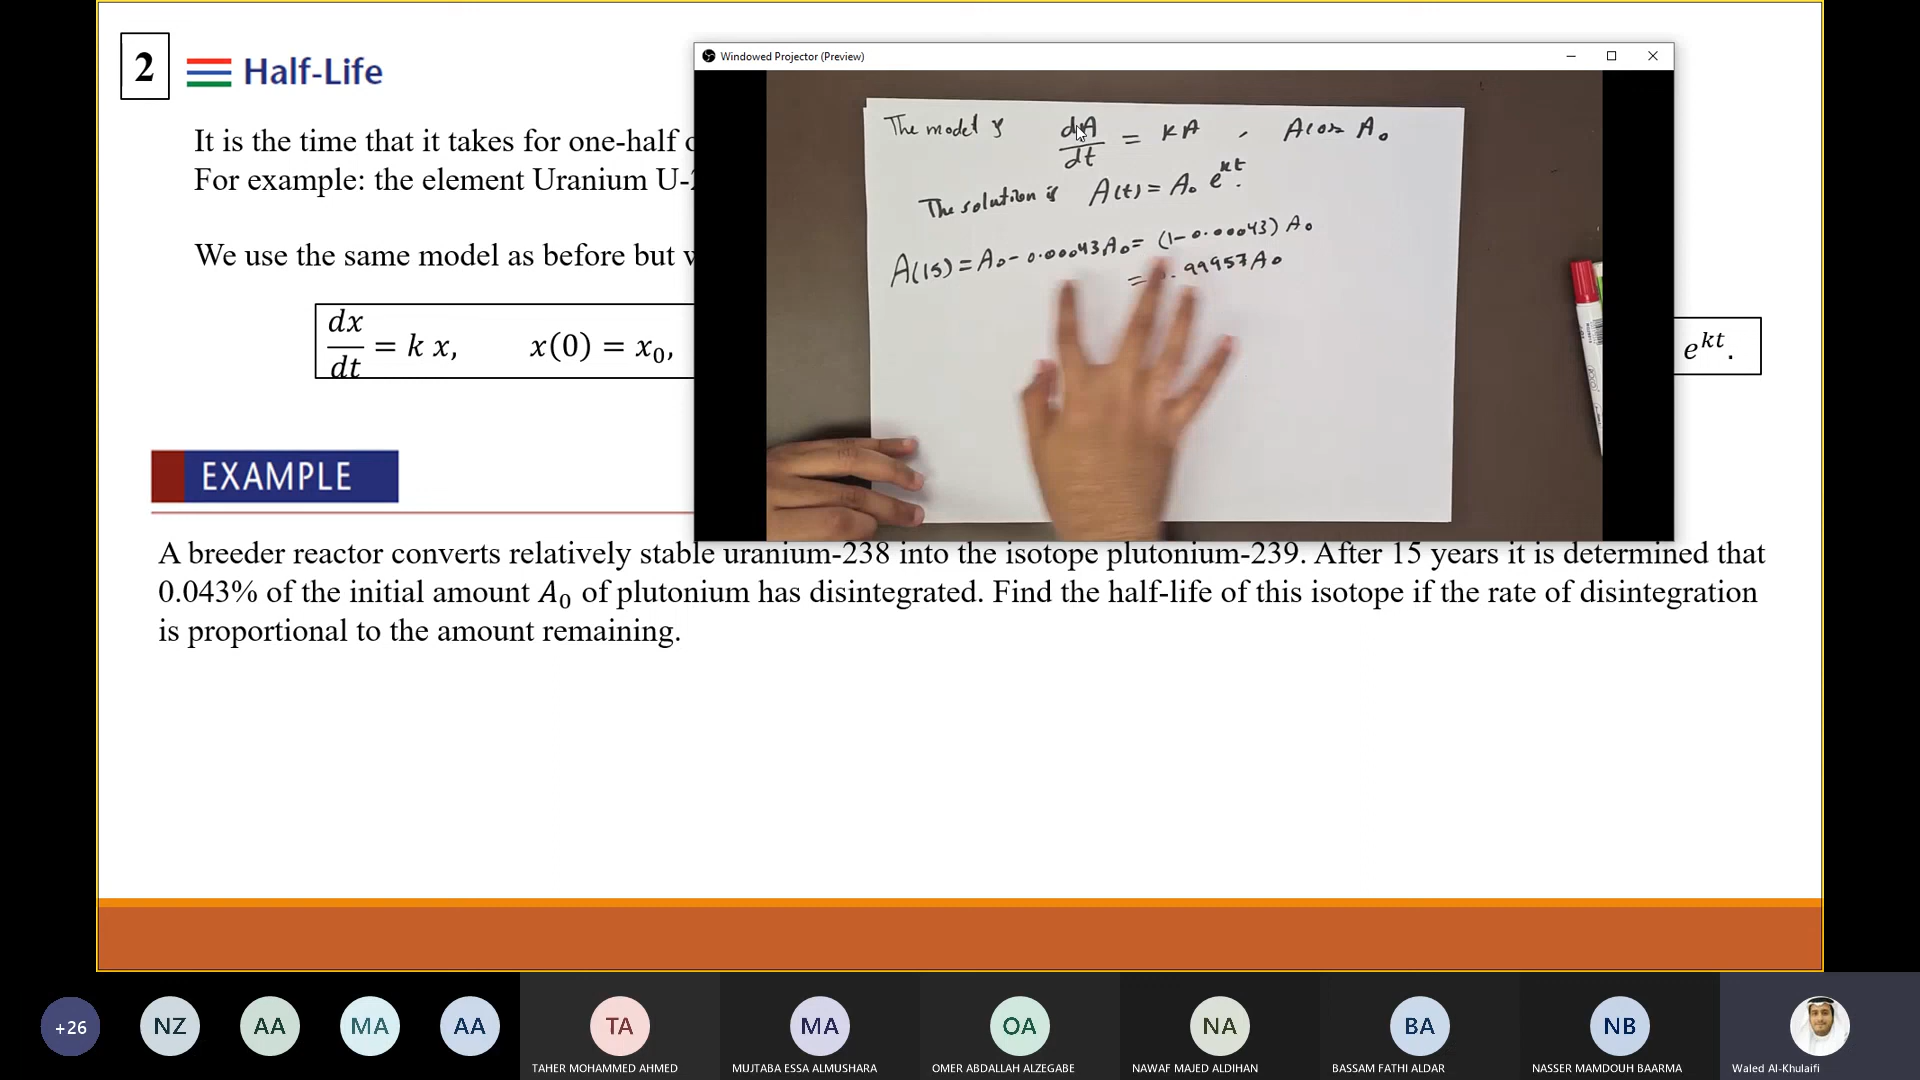 2
Half-Life
It is the time that it takes for one-half o
For example: the element Uranium U-
We use the same model as before but
dx/dt = k x, x(0) = x₀,
eᵏᵗ.
Windowed Projector (Preview)
The model is dA/dt = kA , A(0)= A₀
The solution is A(t) = A₀ eᵏᵗ.
A(15) = A₀ - 0.00043A₀ = (1-0.00043) A₀
= .99957A₀
EXAMPLE
A breeder reactor converts relatively stable uranium-238 into the isotope plutonium-239. After 15 years it is determined that
0.043% of the initial amount A₀ of plutonium has disintegrated. Find the half-life of this isotope if the rate of disintegration
is proportional to the amount remaining.
+26
NZ
AA
MA
AA
TA
MA
OA
NA
BA
NB
TAHER MOHAMMED AHMED
MUJTABA ESSA ALMUSHARA
OMER ABDALLAH ALZEGABE
NAWAF MAJED ALDIHAN
BASSAM FATHI ALDAR
NASSER MAMDOUH BAARMA
Waled Al-Khulaifi